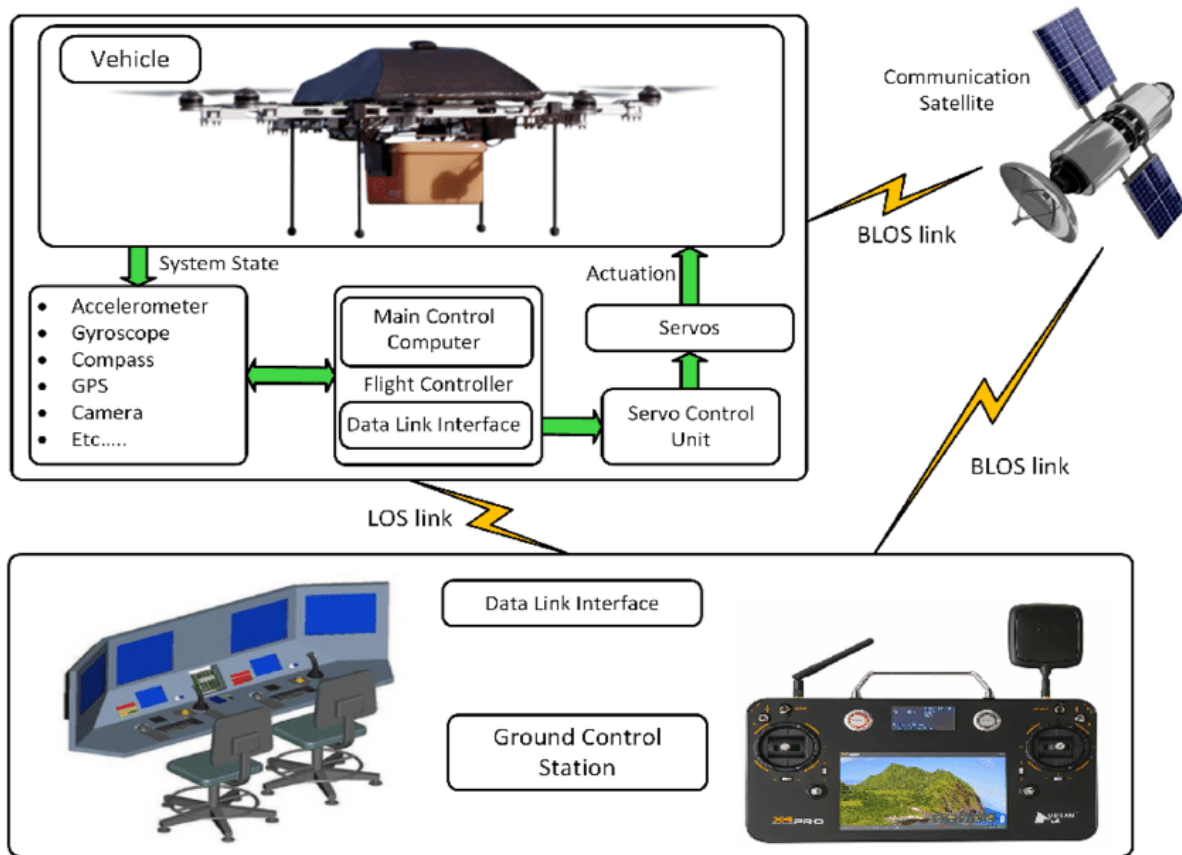 Vehicle
Communication
Satellite
BLOS link
System State
Actuation
• Accelerometer
• Gyroscope
• Compass
• GPS
• Camera
• Etc.....
Main Control
Computer
Flight Controller
Data Link Interface
Servos
Servo Control
Unit
BLOS link
LOS link
Data Link Interface
Ground Control
Station
PRO